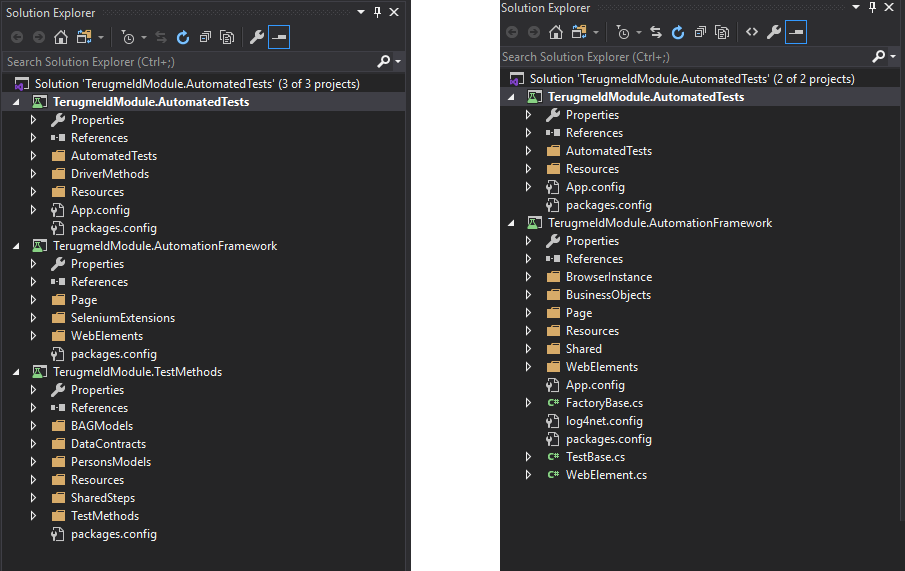 Solution Explorer
Search Solution Explorer (Ctrl+;)
Solution 'TerugmeldModule.AutomatedTests' (3 of 3 projects)
TerugmeldModule.AutomatedTests
Properties
References
AutomatedTests
DriverMethods
Resources
App.config
packages.config
TerugmeldModule.AutomationFramework
Properties
References
Page
SeleniumExtensions
WebElements
packages.config
TerugmeldModule.TestMethods
Properties
References
BAGModels
DataContracts
PersonsModels
Resources
SharedSteps
TestMethods
packages.config
Solution Explorer
Search Solution Explorer (Ctrl+;)
Solution 'TerugmeldModule.AutomatedTests' (2 of 2 projects)
TerugmeldModule.AutomatedTests
Properties
References
AutomatedTests
Resources
App.config
packages.config
TerugmeldModule.AutomationFramework
Properties
References
BrowserInstance
BusinessObjects
Page
Resources
Shared
WebElements
App.config
C# FactoryBase.cs
log4net.config
packages.config
C# TestBase.cs
C# WebElement.cs